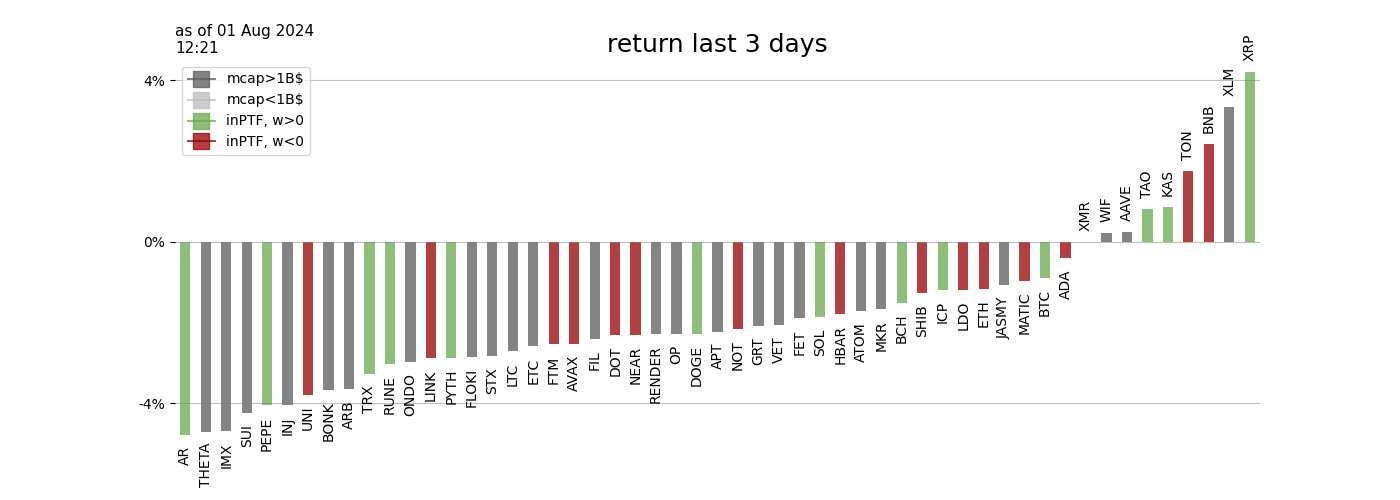 as of 01 Aug 2024
12:21
return last 3 days
mcap>1B$
mcap<1B$
inPTF, w>0
inPTF, w<0
4%
0%
-4%
AR
THETA
IMX
SUI
PEPE
INJ
UNI
BONK
ARB
TRX
RUNE
ONDO
LINK
PYTH
FLOKI
STX
LTC
ETC
FTM
AVAX
FIL
DOT
NEAR
RENDER
OP
DOGE
APT
NOT
GRT
VET
FET
SOL
HBAR
ATOM
MKR
BCH
SHIB
ICP
LDO
ETH
JASMY
MATIC
BTC
ADA
XMR
WIF
AAVE
TAO
KAS
TON
BNB
XLM
XRP